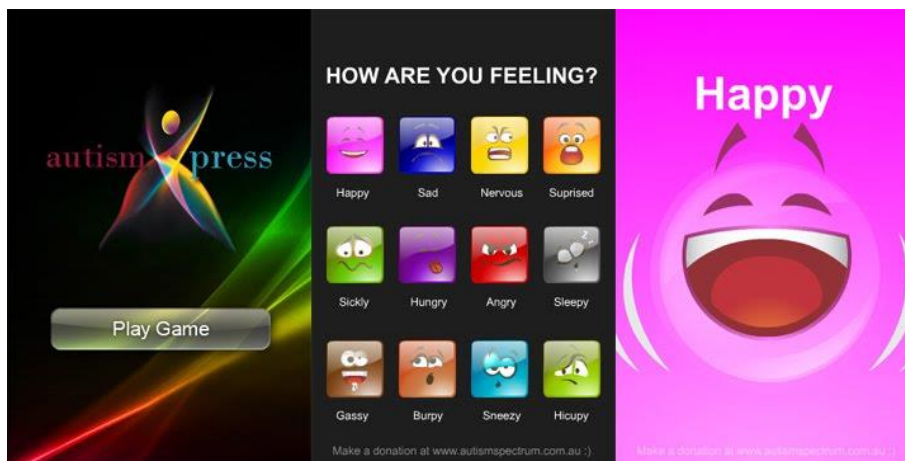 autism Xpress
Play Game
HOW ARE YOU FEELING?
Happy Sad Nervous Suprised
Sickly Hungry Angry Sleepy
Gassy Burpy Sneezy Hicupy
Make a donation at www.autismspectrum.com.au :)
Happy
Make a donation at www.autismspectrum.com.au :)